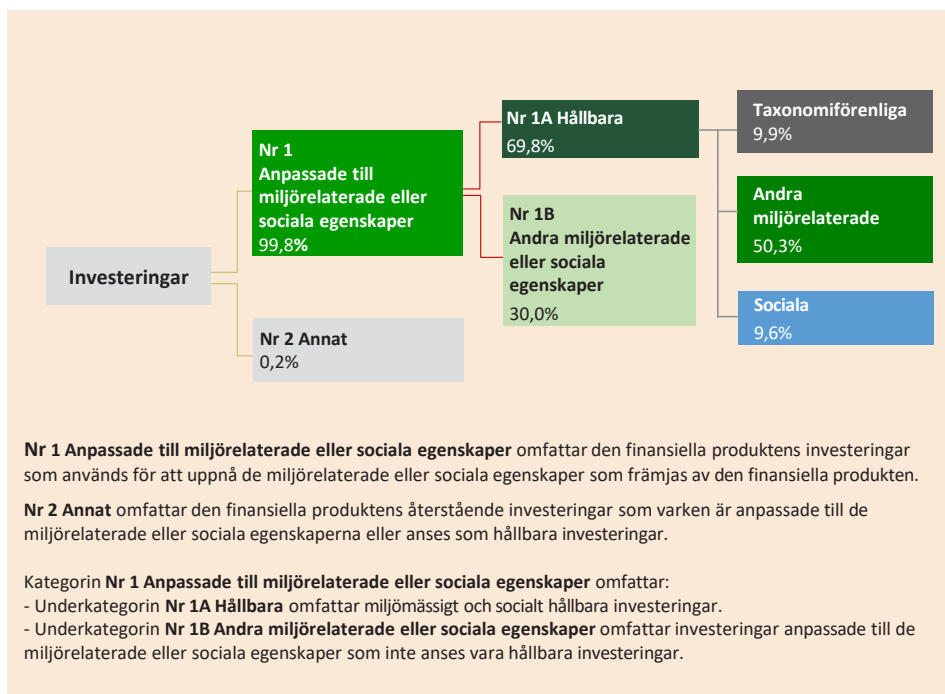 Investeringar
Nr 1
Anpassade till
miljörelaterade eller
sociala egenskaper
99,8%
Nr 2 Annat
0,2%
Nr 1A Hållbara
69,8%
Nr 1B
Andra miljörelaterade
eller sociala
egenskaper
30,0%
Taxonomiförenliga
9,9%
Andra
miljörelaterade
50,3%
Sociala
9,6%
Nr 1 Anpassade till miljörelaterade eller sociala egenskaper omfattar den finansiella produktens investeringar
som används för att uppnå de miljörelaterade eller sociala egenskaper som främjas av den finansiella produkten.
Nr 2 Annat omfattar den finansiella produktens återstående investeringar som varken är anpassade till de
miljörelaterade eller sociala egenskaperna eller anses som hållbara investeringar.
Kategorin Nr 1 Anpassade till miljörelaterade eller sociala egenskaper omfattar:
- Underkategorin Nr 1A Hållbara omfattar miljömässigt och socialt hållbara investeringar.
- Underkategorin Nr 1B Andra miljörelaterade eller sociala egenskaper omfattar investeringar anpassade till de
miljörelaterade eller sociala egenskaper som inte anses vara hållbara investeringar.